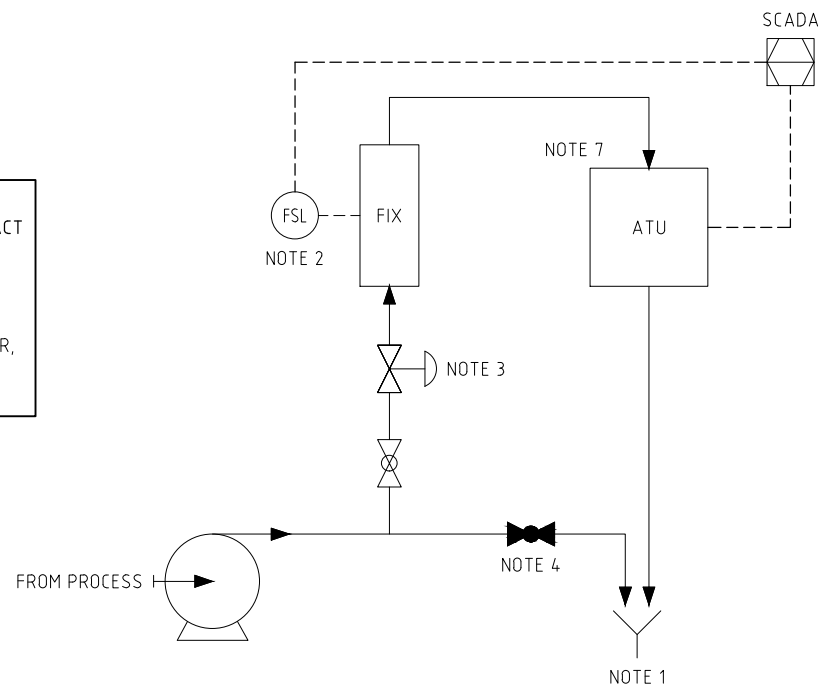 SCADA
NOTE 7
FSL
FIX
ATU
NOTE 2
NOTE 3
NOTE 4
FROM PROCESS
NOTE 1